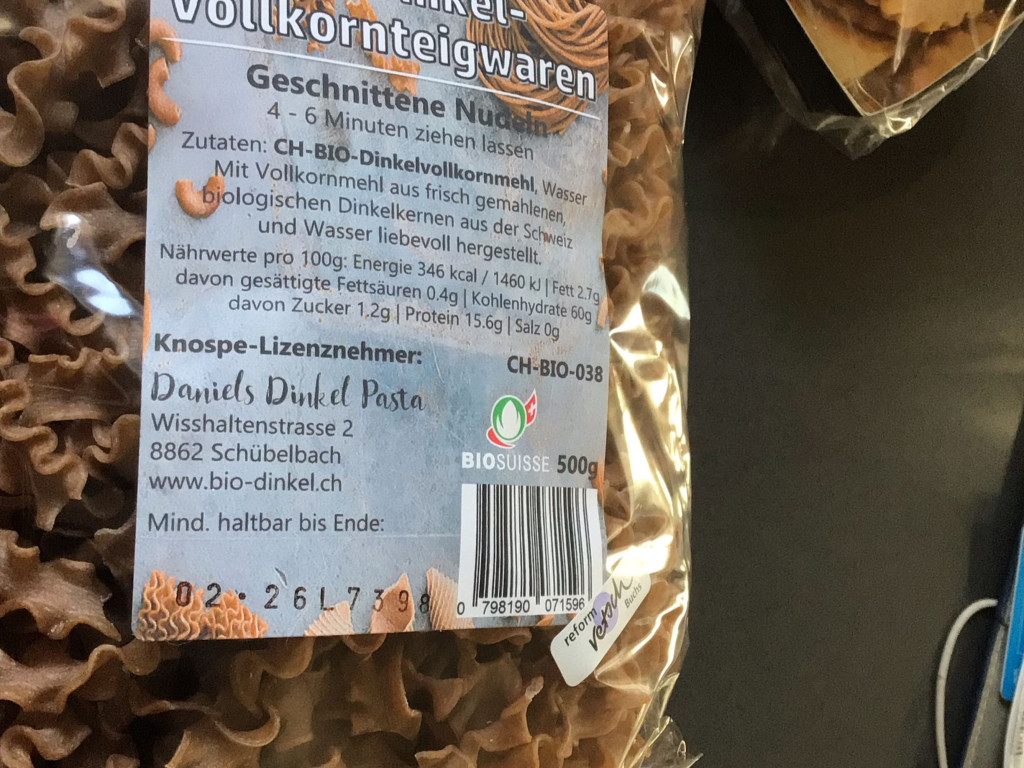 Vollkornteigwaren
Geschnittene Nudeln
4 - 6 Minuten ziehen lassen
Zutaten: CH-BIO-Dinkelvollkornmehl, Wasser
Mit Vollkornmehl aus frisch gemahlenen,
biologischen Dinkelkernen aus der Schweiz
und Wasser liebevoll hergestellt.
Nährwerte pro 100g: Energie 346 kcal / 1460 kJ | Fett 2.7g
davon gesättigte Fettsäuren 0.4g | Kohlenhydrate 60g
davon Zucker 1.2g | Protein 15.6g | Salz 0g
Knospe-Lizenznehmer:
CH-BIO-038
Daniels Dinkel Pasta
Wisshaltenstrasse 2
8862 Schübelbach
www.bio-dinkel.ch
BIOSUISSE 500g
Mind. haltbar bis Ende:
02.26L7398
0 798190 071596
reform
Buchs